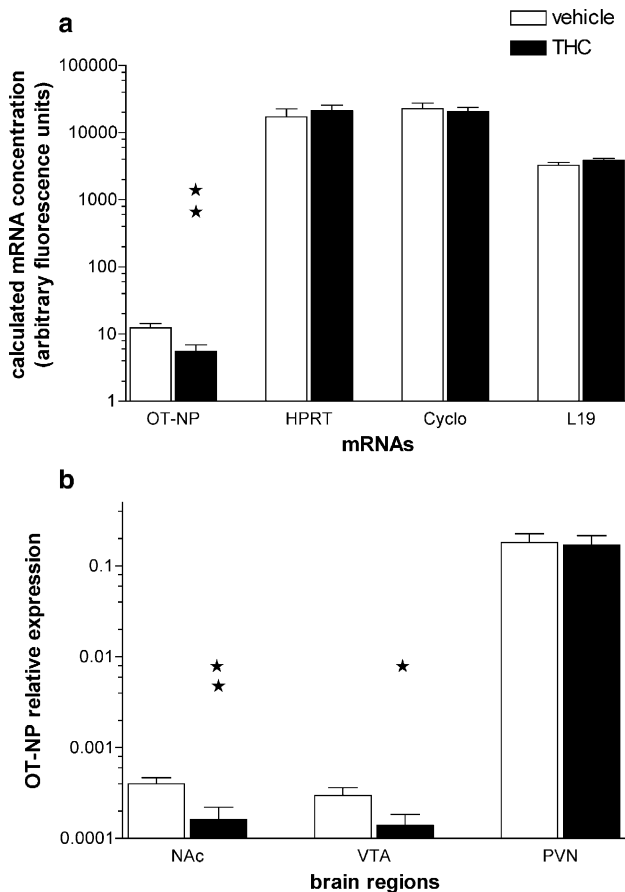 a
vehicle
THC
calculated mRNA concentration
(arbitrary fluorescence units)
100000
10000
1000
100
10
1
OT-NP HPRT Cyclo L19
mRNAs
b
OT-NP relative expression
0.1
0.01
0.001
0.0001
NAc VTA PVN
brain regions